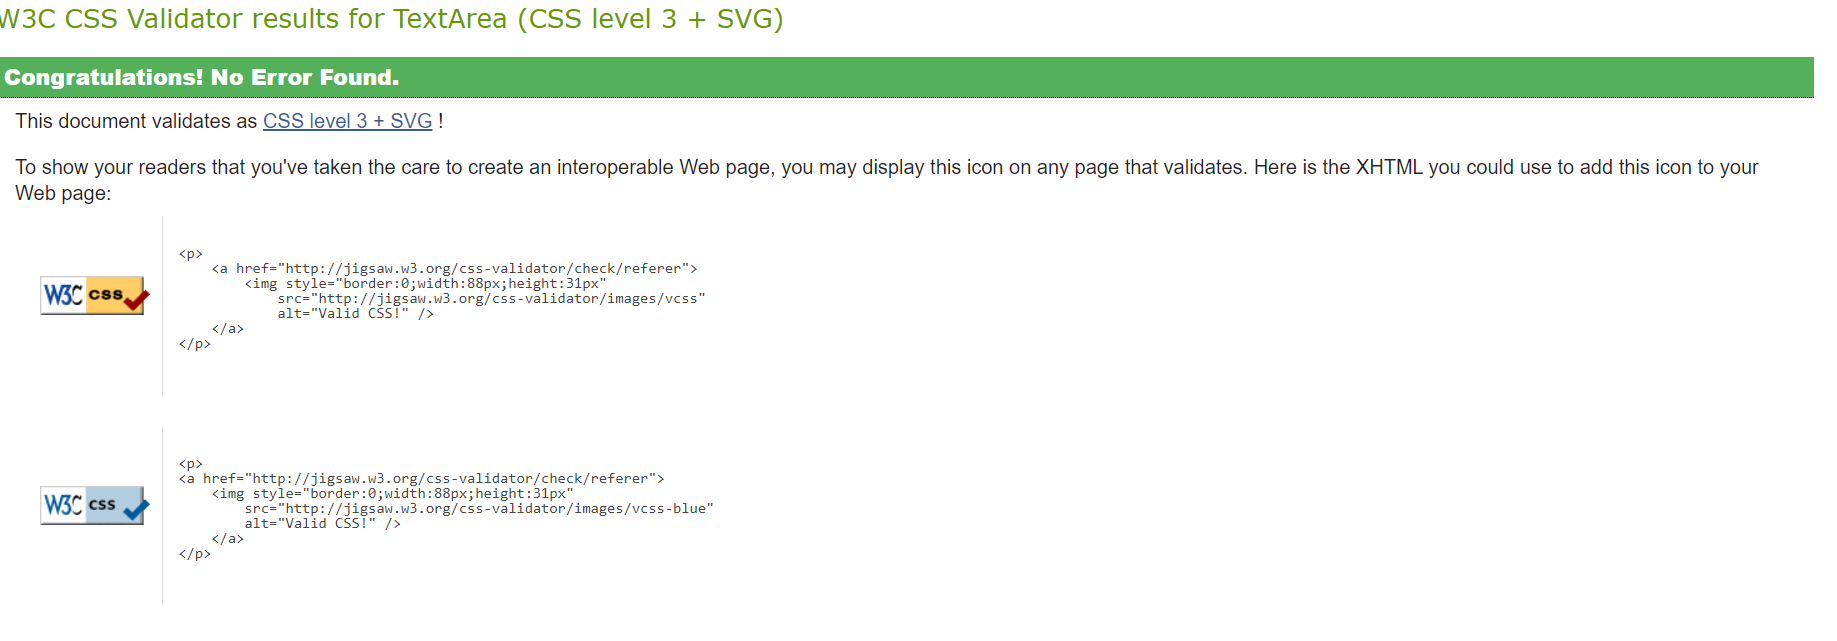 W3C CSS Validator results for TextArea (CSS level 3 + SVG)
Congratulations! No Error Found.
This document validates as CSS level 3 + SVG !
To show your readers that you've taken the care to create an interoperable Web page, you may display this icon on any page that validates. Here is the XHTML you could use to add this icon to your
Web page:
W3C css
<p>
    <a href="http://jigsaw.w3.org/css-validator/check/referer">
        <img style="border:0;width:88px;height:31px"
            src="http://jigsaw.w3.org/css-validator/images/vcss"
            alt="Valid CSS!" />
    </a>
</p>
W3C css
<p>
<a href="http://jigsaw.w3.org/css-validator/check/referer">
    <img style="border:0;width:88px;height:31px"
        src="http://jigsaw.w3.org/css-validator/images/vcss-blue"
        alt="Valid CSS!" />
    </a>
</p>